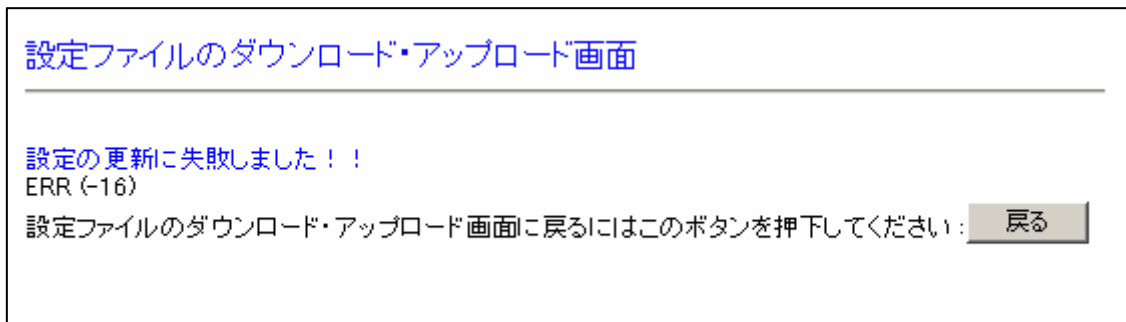 設定ファイルのダウンロード・アップロード画面
設定の更新に失敗しました！！
ERR (-16)
設定ファイルのダウンロード・アップロード画面に戻るにはこのボタンを押下してください： 戻る